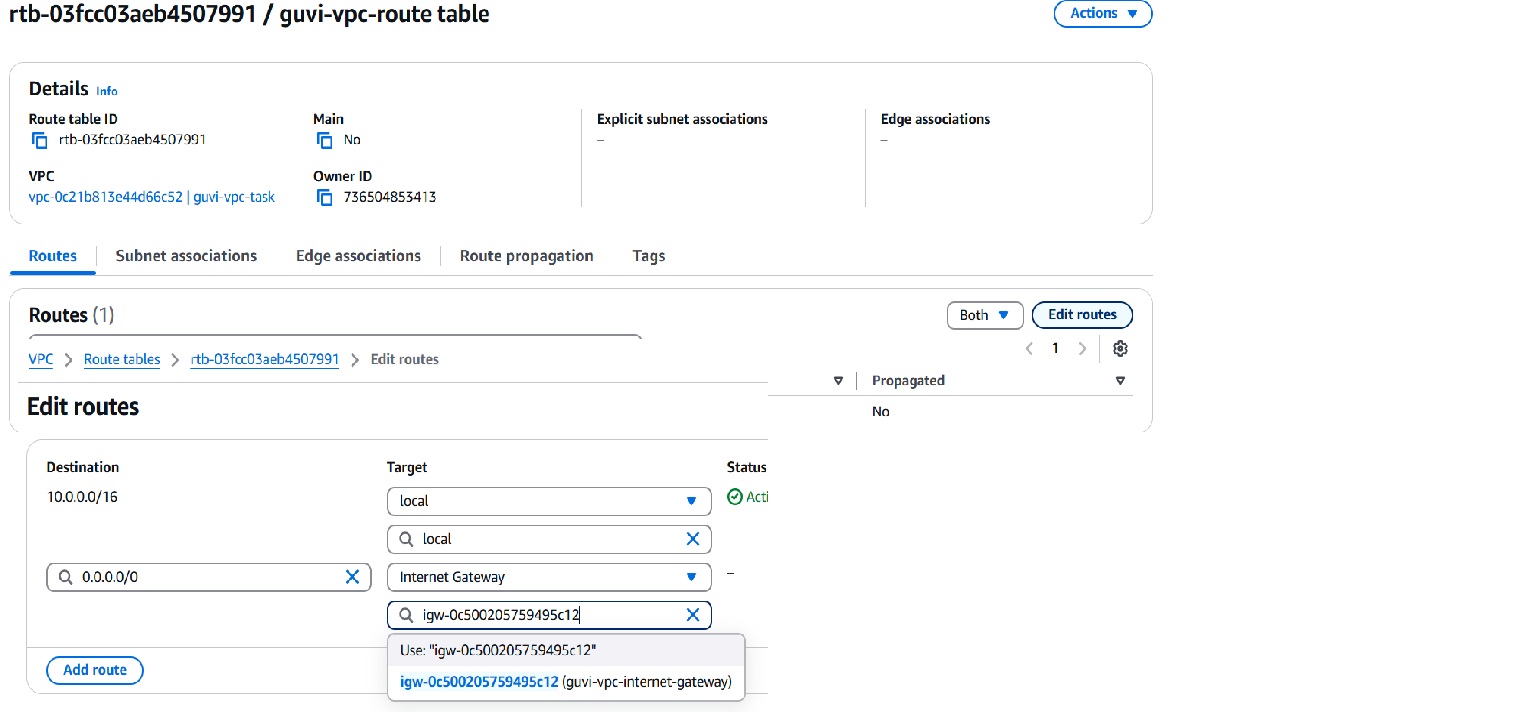 rtb-03fcc03aeb4507991 / guvi-vpc-route table
Actions
Details Info
Route table ID
rtb-03fcc03aeb4507991
Main
No
Explicit subnet associations
–
Edge associations
–
VPC
vpc-0c21b813e44d66c52 | guvi-vpc-task
Owner ID
736504853413
Routes Subnet associations Edge associations Route propagation Tags
Routes (1)
Both
Edit routes
1
VPC > Route tables > rtb-03fcc03aeb4507991 > Edit routes
Propagated
No
Edit routes
Destination Target Status
10.0.0.0/16
local
Acti
local
0.0.0.0/0
Internet Gateway
–
igw-0c500205759495c12
Use: "igw-0c500205759495c12"
igw-0c500205759495c12 (guvi-vpc-internet-gateway)
Add route